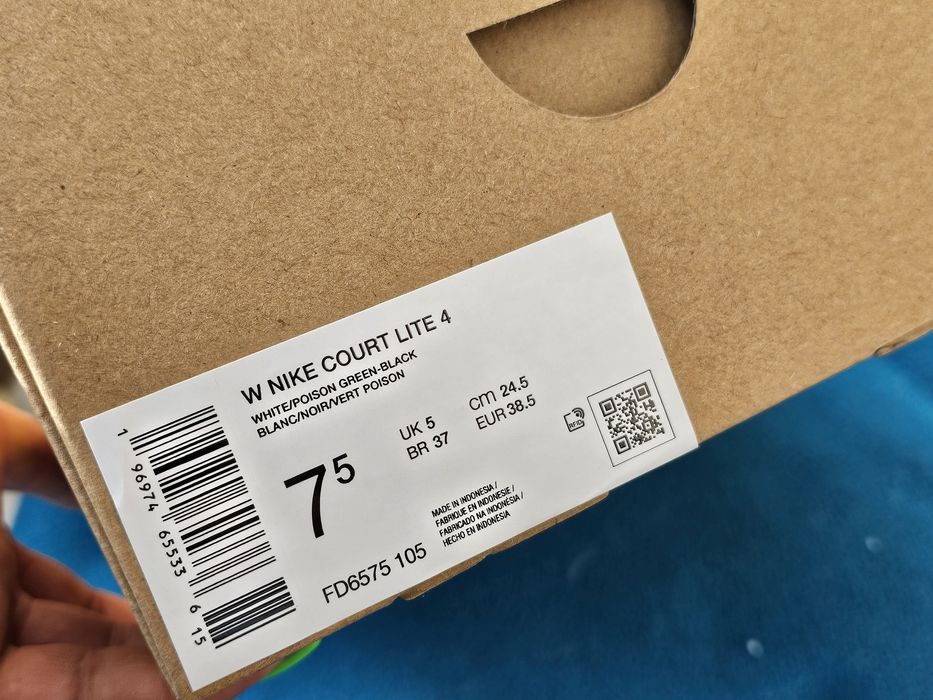 W NIKE COURT LITE 4
WHITE/POISON GREEN-BLACK
BLANC/NOIR/VERT POISON
7⁵
UK 5
BR 37
cm 24.5
EUR 38.5
RFID
MADE IN INDONESIA /
FABRIQUE EN INDONESIE /
FABRICADO NA INDONÉSIA /
HECHO EN INDONESIA
FD6575 105
1 96974 65533 6 15